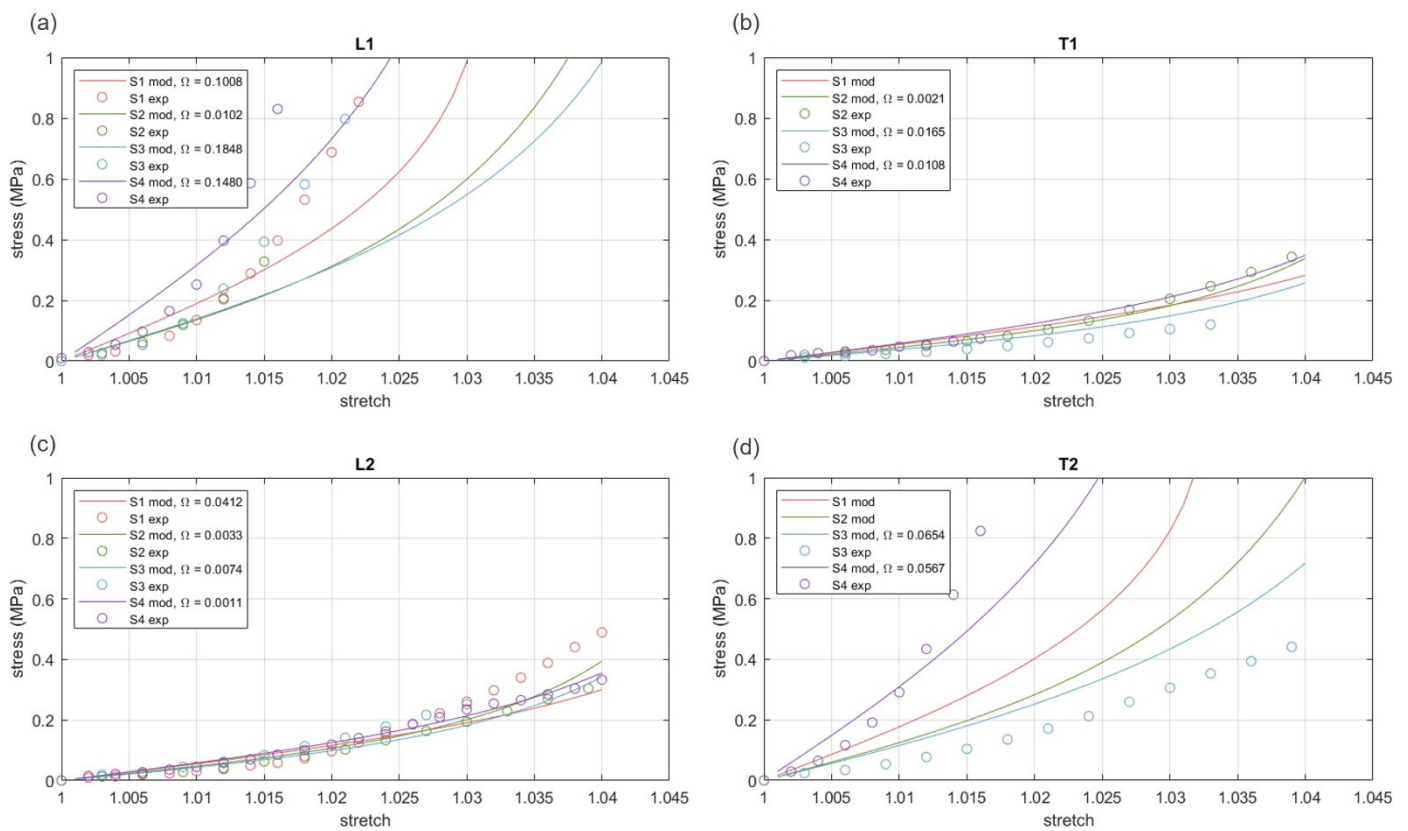 (a)
L1
1
0.8
0.6
0.4
0.2
0
stress (MPa)
S1 mod, Ω = 0.1008
S1 exp
S2 mod, Ω = 0.0102
S2 exp
S3 mod, Ω = 0.1848
S3 exp
S4 mod, Ω = 0.1480
S4 exp
1 1.005 1.01 1.015 1.02 1.025 1.03 1.035 1.04 1.045
stretch
(b)
T1
1
0.8
0.6
0.4
0.2
0
stress (MPa)
S1 mod
S2 mod, Ω = 0.0021
S2 exp
S3 mod, Ω = 0.0165
S3 exp
S4 mod, Ω = 0.0108
S4 exp
1 1.005 1.01 1.015 1.02 1.025 1.03 1.035 1.04 1.045
stretch
(c)
L2
1
0.8
0.6
0.4
0.2
0
stress (MPa)
S1 mod, Ω = 0.0412
S1 exp
S2 mod, Ω = 0.0033
S2 exp
S3 mod, Ω = 0.0074
S3 exp
S4 mod, Ω = 0.0011
S4 exp
1 1.005 1.01 1.015 1.02 1.025 1.03 1.035 1.04 1.045
stretch
(d)
T2
1
0.8
0.6
0.4
0.2
0
stress (MPa)
S1 mod
S2 mod
S3 mod, Ω = 0.0654
S3 exp
S4 mod, Ω = 0.0567
S4 exp
1 1.005 1.01 1.015 1.02 1.025 1.03 1.035 1.04 1.045
stretch